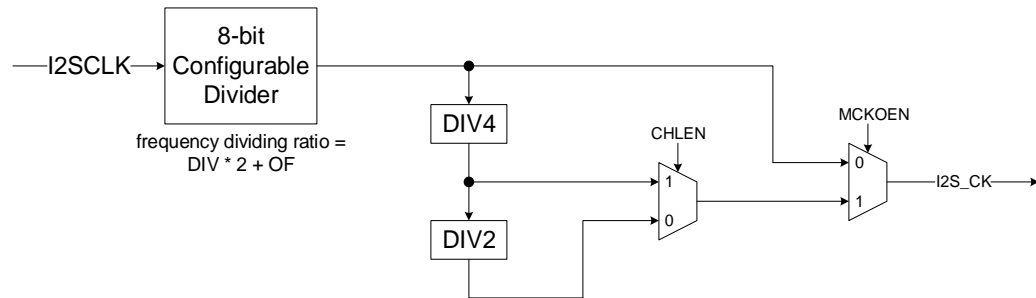 I2SCLK
8-bit
Configurable
Divider
frequency dividing ratio =
DIV * 2 + OF
DIV4
DIV2
CHLEN
1
0
MCKOEN
0
1
I2S_CK